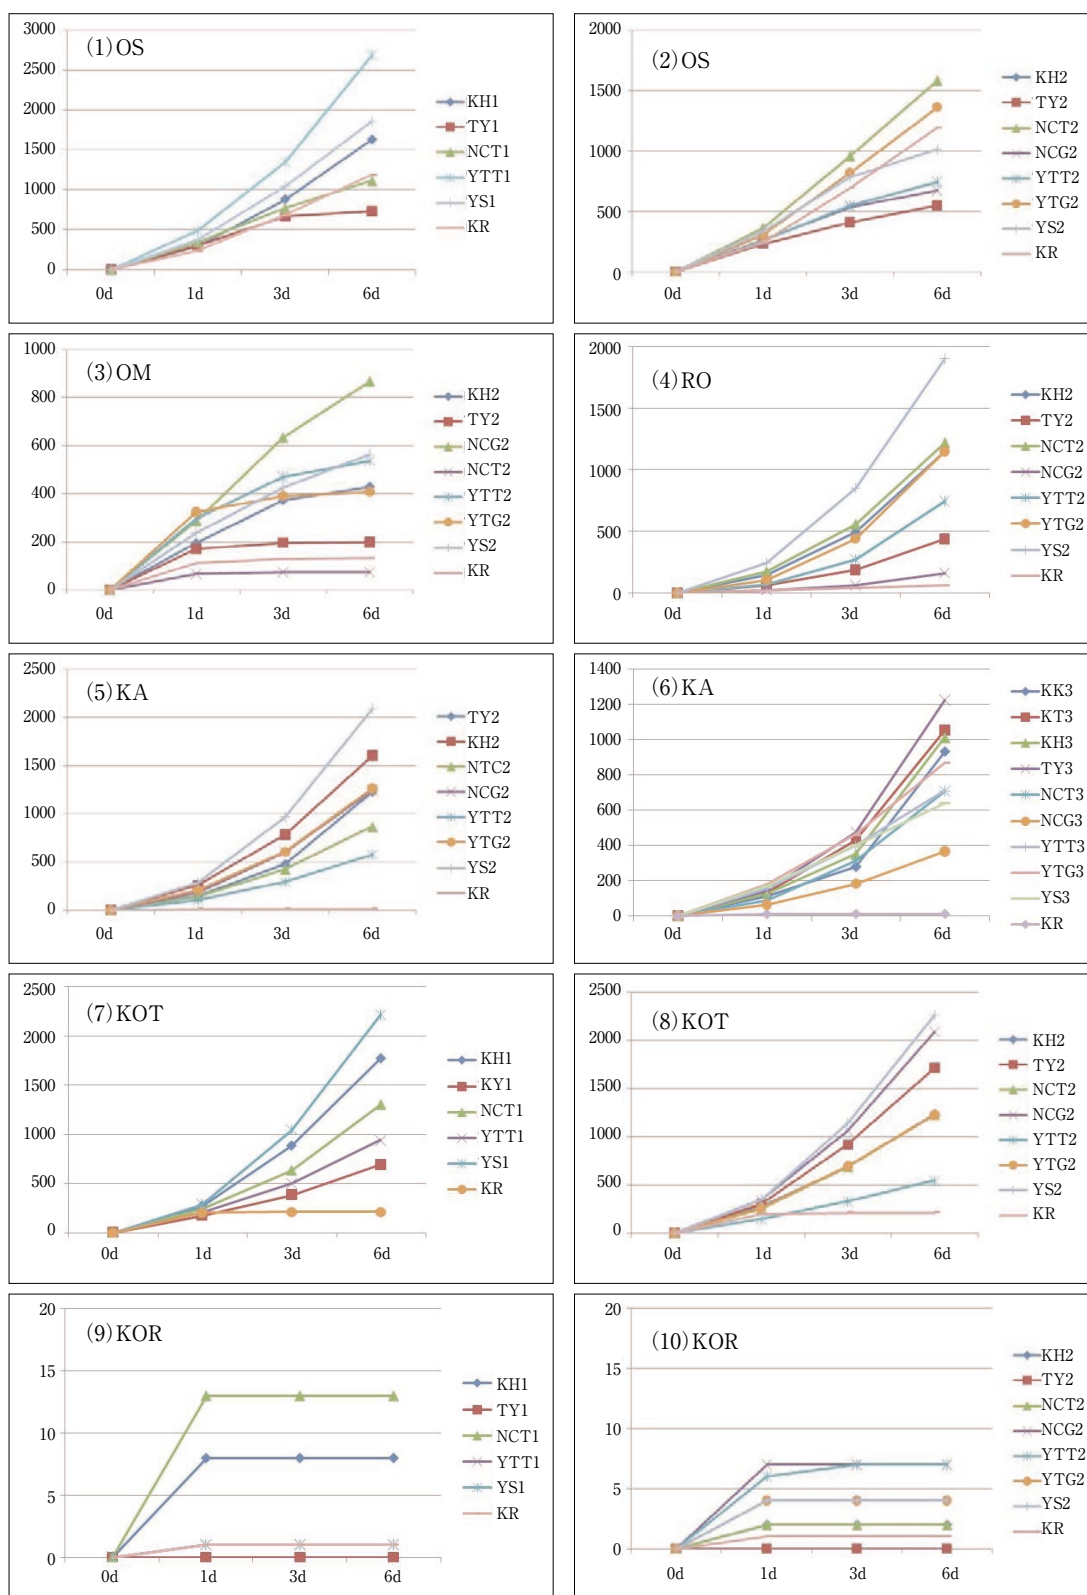 (1)OS
3000
2500
2000
1500
1000
500
0
0d 1d 3d 6d
KH1
TY1
NCT1
YTT1
YS1
KR
(2)OS
2000
1500
1000
500
0
0d 1d 3d 6d
KH2
TY2
NCT2
NCG2
YTT2
YTG2
YS2
KR
(3)OM
1000
800
600
400
200
0
0d 1d 3d 6d
KH2
TY2
NCG2
NCT2
YTT2
YTG2
YS2
KR
(4)RO
2000
1500
1000
500
0
0d 1d 3d 6d
KH2
TY2
NCT2
NCG2
YTT2
YTG2
YS2
KR
(5)KA
2500
2000
1500
1000
500
0
0d 1d 3d 6d
TY2
KH2
NTC2
NCG2
YTT2
YTG2
YS2
KR
(6)KA
1400
1200
1000
800
600
400
200
0
0d 1d 3d 6d
KK3
KT3
KH3
TY3
NCT3
NCG3
YTT3
YTG3
YS3
KR
(7)KOT
2500
2000
1500
1000
500
0
0d 1d 3d 6d
KH1
KY1
NCT1
YTT1
YS1
KR
(8)KOT
2500
2000
1500
1000
500
0
0d 1d 3d 6d
KH2
TY2
NCT2
NCG2
YTT2
YTG2
YS2
KR
(9)KOR
20
15
10
5
0
0d 1d 3d 6d
KH1
TY1
NCT1
YTT1
YS1
KR
(10)KOR
20
15
10
5
0
0d 1d 3d 6d
KH2
TY2
NCT2
NCG2
YTT2
YTG2
YS2
KR